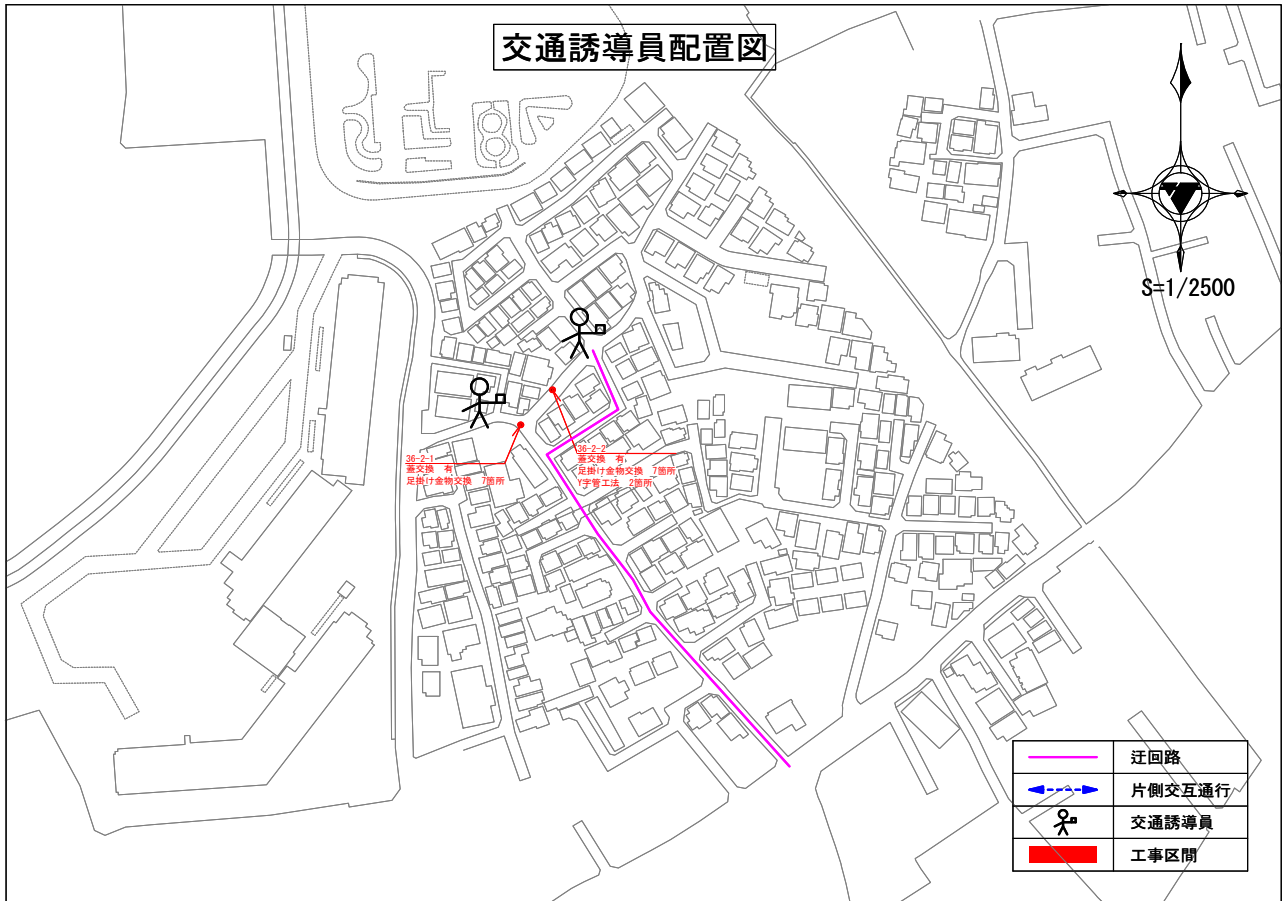 交通誘導員配置図
S=1/2500
36-2-1
蓋交換 有
足掛け金物交換 7箇所
36-2-2
蓋交換 有
足掛け金物交換 7箇所
Y字管工法 2箇所
迂回路
片側交互通行
交通誘導員
工事区間